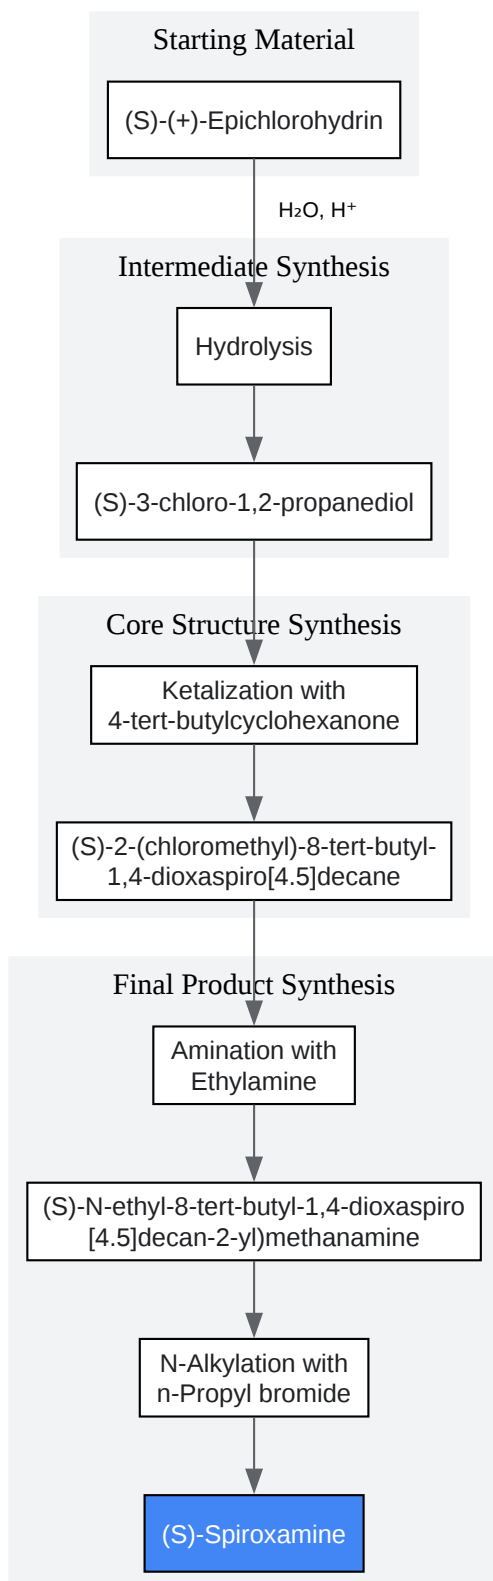 Starting Material
(S)-(+)-Epichlorohydrin
H₂O, H⁺
Intermediate Synthesis
Hydrolysis
(S)-3-chloro-1,2-propanediol
Core Structure Synthesis
Ketalization with
4-tert-butylcyclohexanone
(S)-2-(chloromethyl)-8-tert-butyl-
1,4-dioxaspiro[4.5]decane
Final Product Synthesis
Amination with
Ethylamine
(S)-N-ethyl-8-tert-butyl-1,4-dioxaspiro
[4.5]decan-2-yl)methanamine
N-Alkylation with
n-Propyl bromide
(S)-Spiroxamine